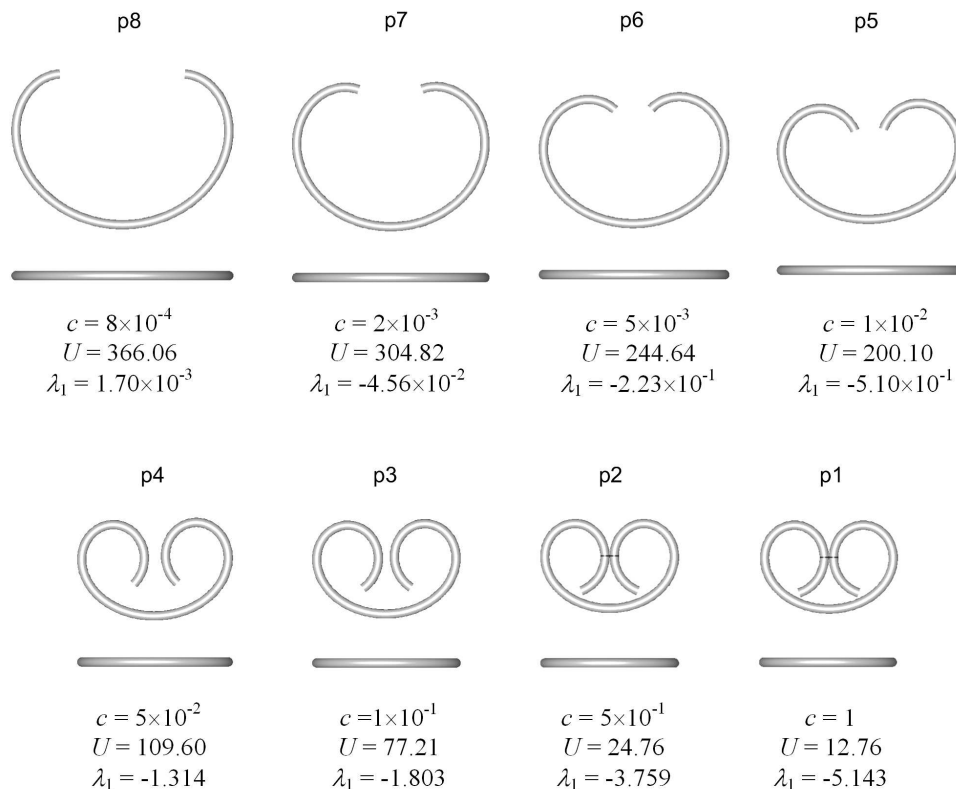 p8 p7 p6 p5
c = 8×10⁻⁴ c = 2×10⁻³ c = 5×10⁻³ c = 1×10⁻²
U = 366.06 U = 304.82 U = 244.64 U = 200.10
λ₁ = 1.70×10⁻³ λ₁ = -4.56×10⁻² λ₁ = -2.23×10⁻¹ λ₁ = -5.10×10⁻¹
p4 p3 p2 p1
c = 5×10⁻² c =1×10⁻¹ c = 5×10⁻¹ c = 1
U = 109.60 U = 77.21 U = 24.76 U = 12.76
λ₁ = -1.314 λ₁ = -1.803 λ₁ = -3.759 λ₁ = -5.143